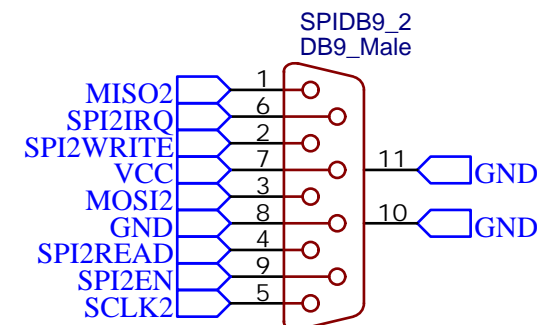 SPIDB9_2
DB9_Male
MISO2 1
SPI2IRQ 6
SPI2WRITE 2
VCC 7
11 GND
MOSI2 3
GND 8
10 GND
SPI2READ 4
SPI2EN 9
SCLK2 5